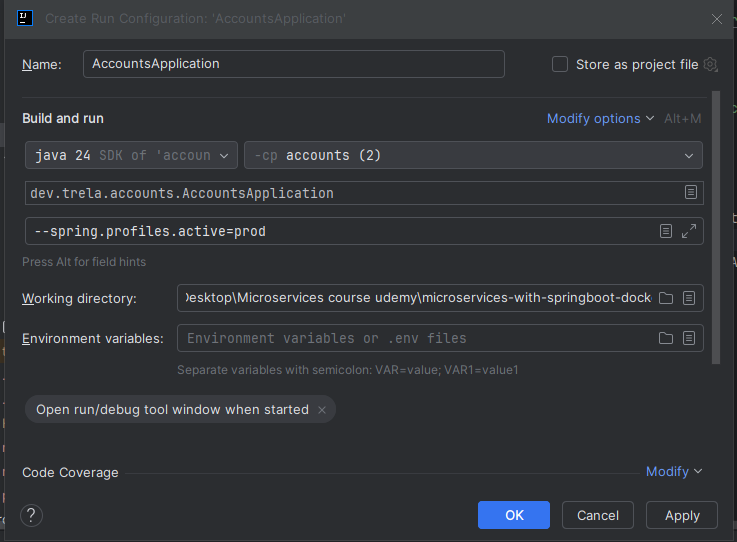 Create Run Configuration: 'AccountsApplication'
Name: AccountsApplication Store as project file
Build and run Modify options Alt+M
java 24 SDK of 'accoun -cp accounts (2)
dev.trela.accounts.AccountsApplication
--spring.profiles.active=prod
Press Alt for field hints
Working directory: Desktop\Microservices course udemy\microservices-with-springboot-dock
Environment variables: Environment variables or .env files
Separate variables with semicolon: VAR=value; VAR1=value1
Open run/debug tool window when started
Code Coverage Modify
? OK Cancel Apply